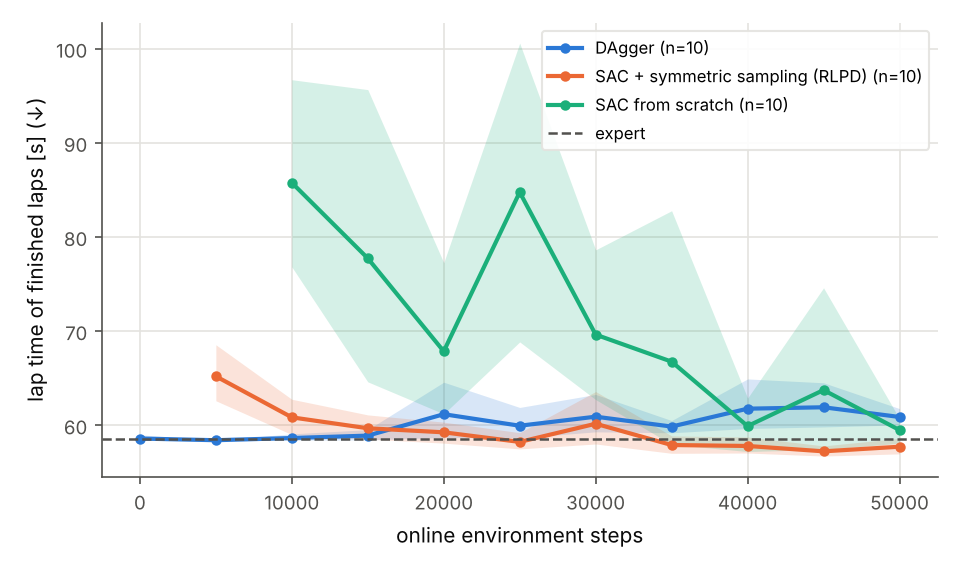 DAgger (n=10)
SAC + symmetric sampling (RLPD) (n=10)
SAC from scratch (n=10)
expert
lap time of finished laps [s] (↓)
100
90
80
70
60
0
10000
20000
30000
40000
50000
online environment steps